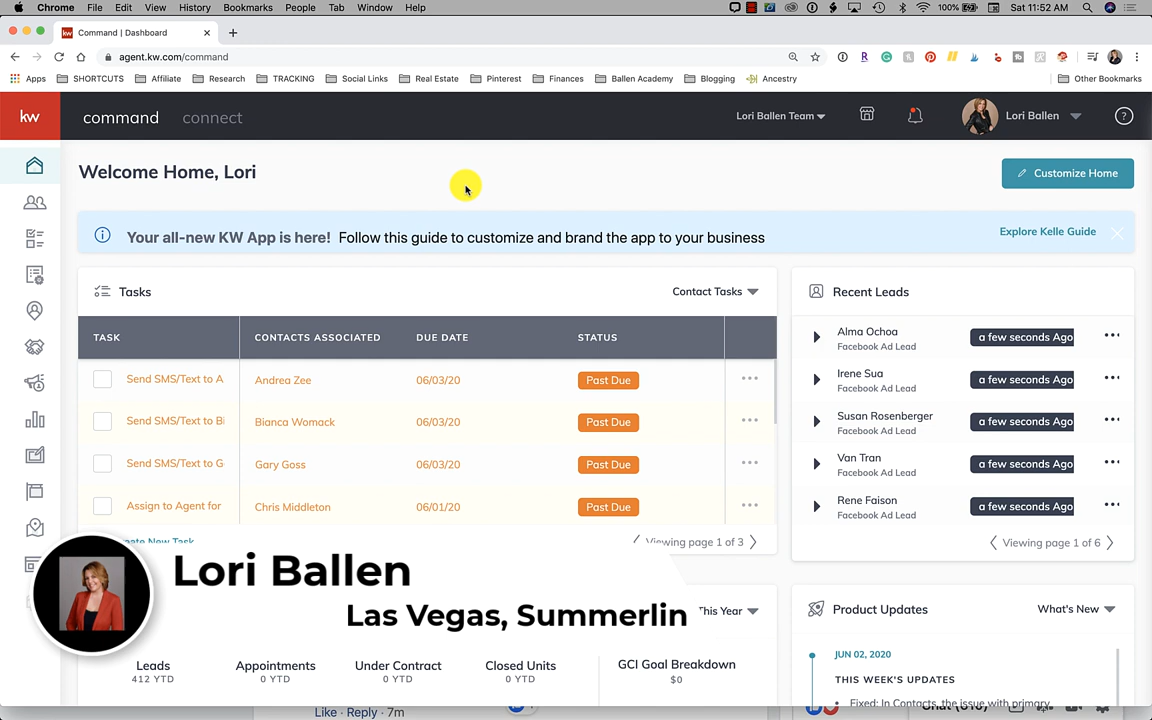 Chrome File Edit View History Bookmarks People Tab Window Help
100% Sat 11:52 AM
Command | Dashboard
agent.kw.com/command
Apps SHORTCUTS Affiliate Research TRACKING Social Links Real Estate Pinterest Finances Ballen Academy Blogging Ancestry Other Bookmarks
kw command connect Lori Ballen Team Lori Ballen
Welcome Home, Lori
Customize Home
Your all-new KW App is here! Follow this guide to customize and brand the app to your business Explore Kelle Guide
Tasks Contact Tasks
TASK CONTACTS ASSOCIATED DUE DATE STATUS
Send SMS/Text to A Andrea Zee 06/03/20 Past Due
Send SMS/Text to Bi Bianca Womack 06/03/20 Past Due
Send SMS/Text to G Gary Goss 06/03/20 Past Due
Assign to Agent for Chris Middleton 06/01/20 Past Due
New Task
Viewing page 1 of 3
Recent Leads
Alma Ochoa
Facebook Ad Lead
a few seconds Ago
Irene Sua
Facebook Ad Lead
a few seconds Ago
Susan Rosenberger
Facebook Ad Lead
a few seconds Ago
Van Tran
Facebook Ad Lead
a few seconds Ago
Rene Faison
Facebook Ad Lead
a few seconds Ago
Viewing page 1 of 6
Lori Ballen
Las Vegas, Summerlin
This Year
Leads Appointments Under Contract Closed Units GCI Goal Breakdown
412 YTD 0 YTD 0 YTD 0 YTD $0
Product Updates What's New
JUN 02, 2020
THIS WEEK'S UPDATES
Fixed: In Contacts, the issue with primary
Like · Reply · 7m